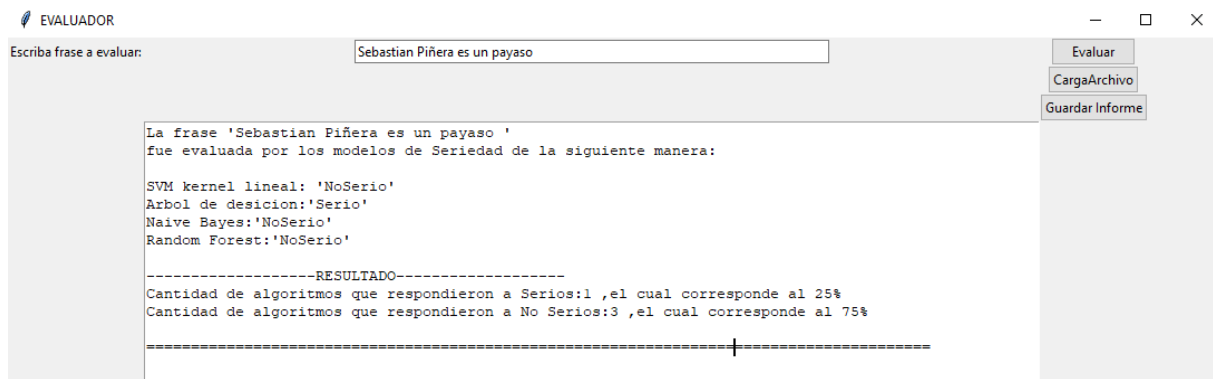 EVALUADOR
Escriba frase a evaluar:
Sebastian Piñera es un payaso
Evaluar
CargaArchivo
Guardar Informe
La frase 'Sebastian Piñera es un payaso '
fue evaluada por los modelos de Seriedad de la siguiente manera:
SVM kernel lineal: 'NoSerio'
Arbol de desicion:'Serio'
Naive Bayes:'NoSerio'
Random Forest:'NoSerio'
-------------------RESULTADO-------------------
Cantidad de algoritmos que respondieron a Serios:1 ,el cual corresponde al 25%
Cantidad de algoritmos que respondieron a No Serios:3 ,el cual corresponde al 75%
========================================================================================